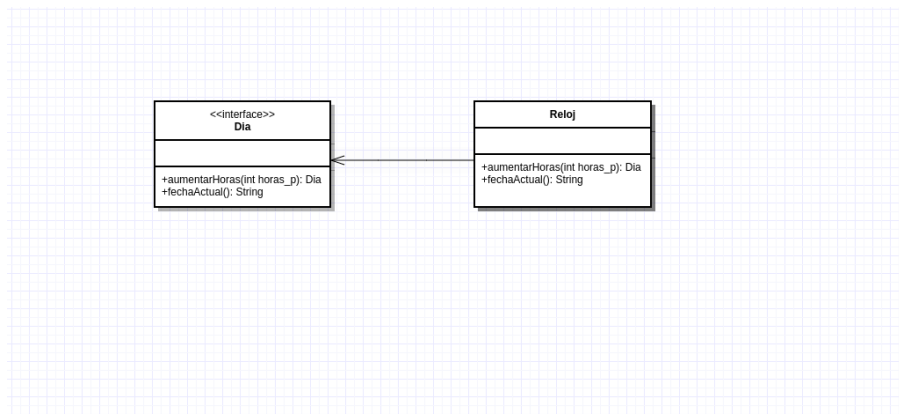 <<interface>>
Dia
+aumentarHoras(int horas_p): Dia
+fechaActual(): String
Reloj
+aumentarHoras(int horas_p): Dia
+fechaActual(): String